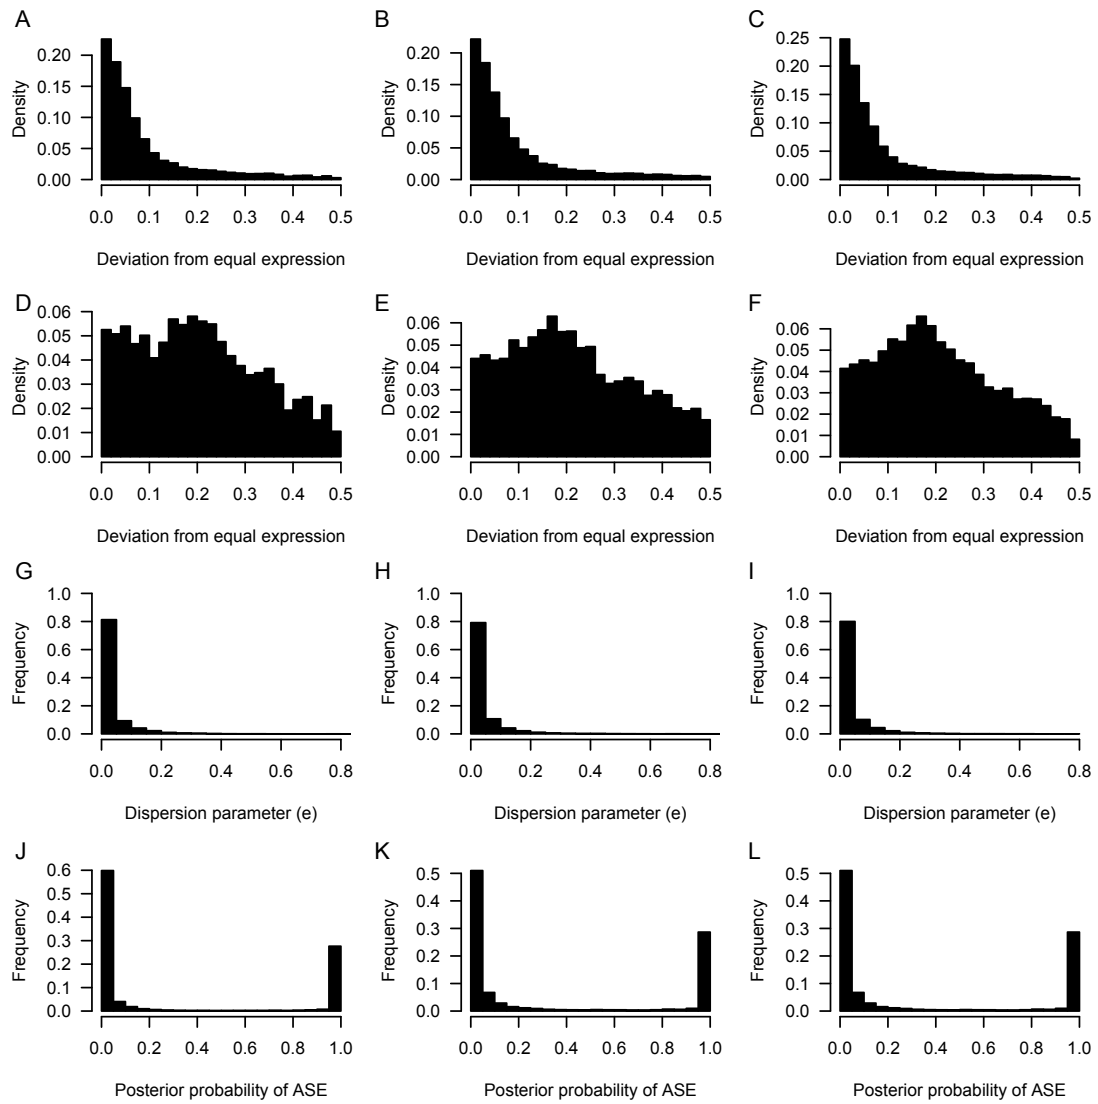 A
B
C
Density
0.20
0.15
0.10
0.05
0.00
0.0 0.1 0.2 0.3 0.4 0.5
Deviation from equal expression
Density
0.20
0.15
0.10
0.05
0.00
0.0 0.1 0.2 0.3 0.4 0.5
Deviation from equal expression
Density
0.25
0.20
0.15
0.10
0.05
0.00
0.0 0.1 0.2 0.3 0.4 0.5
Deviation from equal expression
D
E
F
Density
0.06
0.05
0.04
0.03
0.02
0.01
0.00
0.0 0.1 0.2 0.3 0.4 0.5
Deviation from equal expression
Density
0.06
0.05
0.04
0.03
0.02
0.01
0.00
0.0 0.1 0.2 0.3 0.4 0.5
Deviation from equal expression
Density
0.06
0.05
0.04
0.03
0.02
0.01
0.00
0.0 0.1 0.2 0.3 0.4 0.5
Deviation from equal expression
G
H
I
Frequency
1.0
0.8
0.6
0.4
0.2
0.0
0.0 0.2 0.4 0.6 0.8
Dispersion parameter (e)
Frequency
1.0
0.8
0.6
0.4
0.2
0.0
0.0 0.2 0.4 0.6 0.8
Dispersion parameter (e)
Frequency
1.0
0.8
0.6
0.4
0.2
0.0
0.0 0.2 0.4 0.6 0.8
Dispersion parameter (e)
J
K
L
Frequency
0.6
0.5
0.4
0.3
0.2
0.1
0.0
0.0 0.2 0.4 0.6 0.8 1.0
Posterior probability of ASE
Frequency
0.5
0.4
0.3
0.2
0.1
0.0
0.0 0.2 0.4 0.6 0.8 1.0
Posterior probability of ASE
Frequency
0.5
0.4
0.3
0.2
0.1
0.0
0.0 0.2 0.4 0.6 0.8 1.0
Posterior probability of ASE